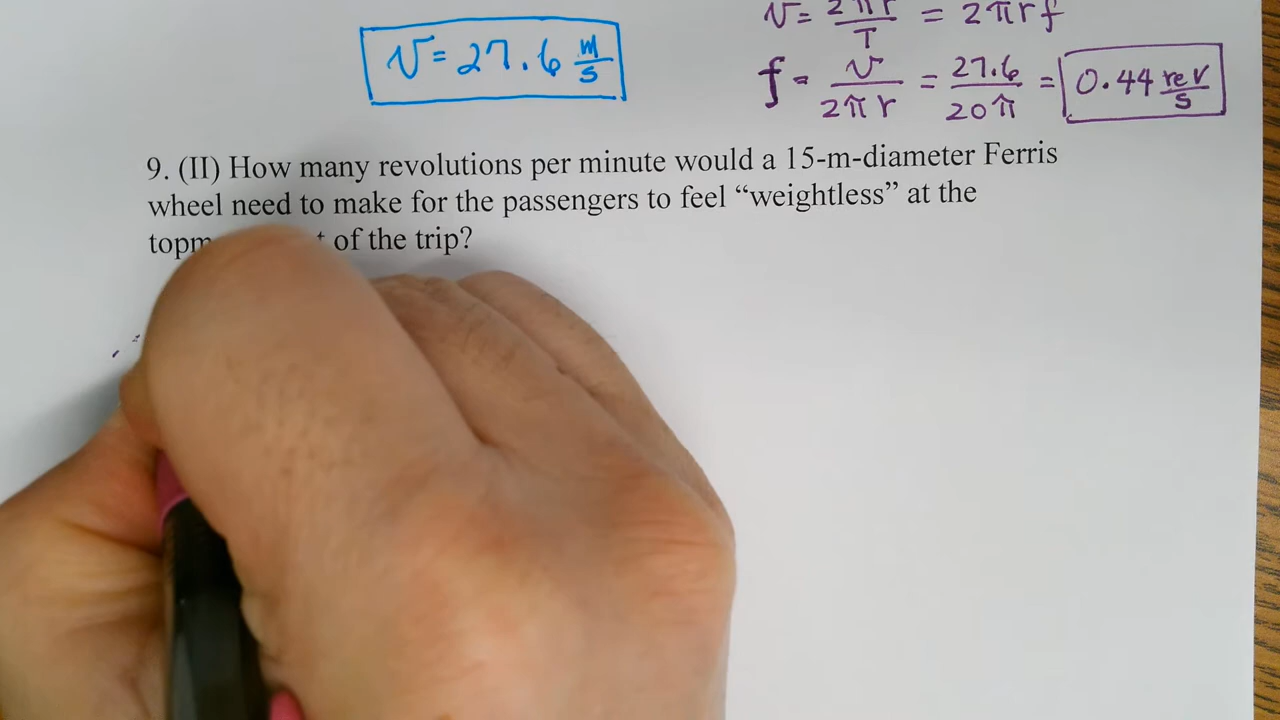 v = 2πr/T = 2πrf
v = 27.6 m/s
f = v/2πr = 27.6/20π = 0.44 rev/s
9. (II) How many revolutions per minute would a 15-m-diameter Ferris
wheel need to make for the passengers to feel “weightless” at the
of the trip?